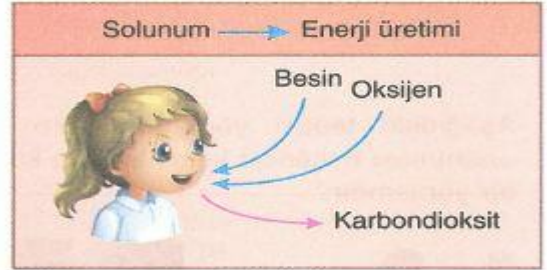 Solunum → Enerji üretimi
Besin
Oksijen
Karbondioksit